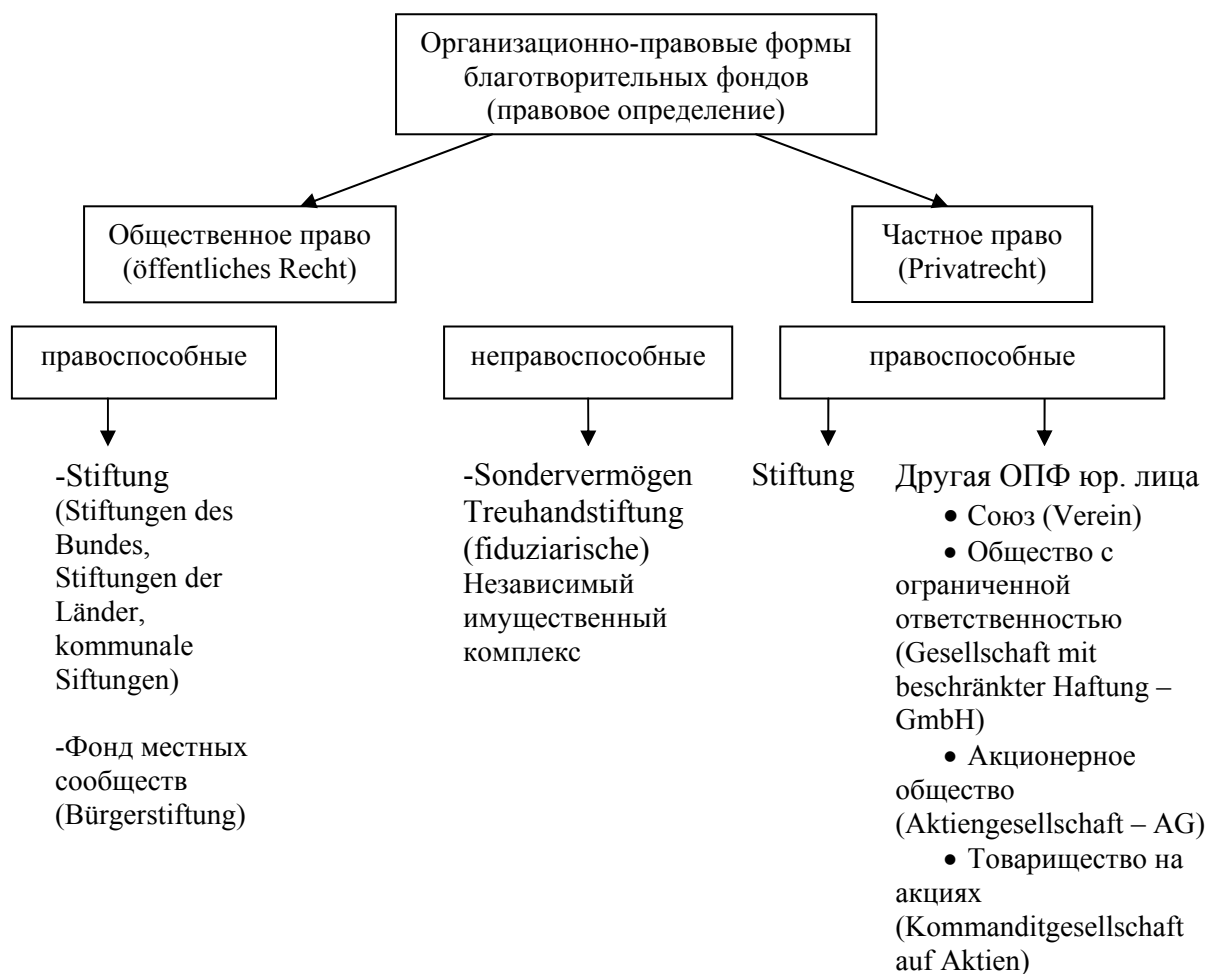 Организационно-правовые формы
благотворительных фондов
(правовое определение)
Общественное право
(öffentliches Recht)
Частное право
(Privatrecht)
правоспособные
неправоспособные
правоспособные
-Stiftung
(Stiftungen des
Bundes,
Stiftungen der
Länder,
kommunale
Siftungen)
-Фонд местных
сообществ
(Bürgerstiftung)
-Sondervermögen
Treuhandstiftung
(fiduziarische)
Независимый
имущественный
комплекс
Stiftung
Другая ОПФ юр. лица
• Союз (Verein)
• Общество с
ограниченной
ответственностью
(Gesellschaft mit
beschränkter Haftung –
GmbH)
• Акционерное
общество
(Aktiengesellschaft – AG)
• Товарищество на
акциях
(Kommanditgesellschaft
auf Aktien)